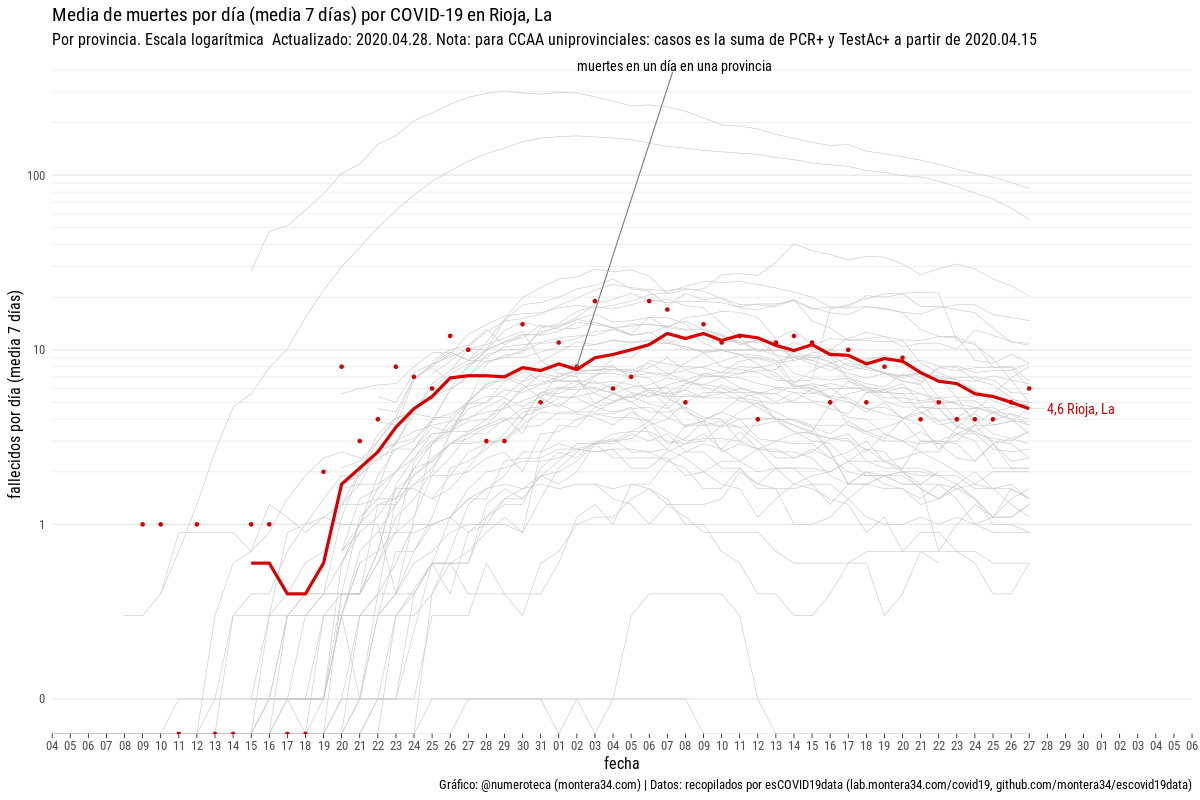 Media de muertes por día (media 7 días) por COVID-19 en Rioja, La
Por provincia. Escala logarítmica  Actualizado: 2020.04.28. Nota: para CCAA uniprovinciales: casos es la suma de PCR+ y TestAc+ a partir de 2020.04.15
muertes en un día en una provincia
100
10
1
0
fallecidos por día (media 7 días)
4,6 Rioja, La
04 05 06 07 08 09 10 11 12 13 14 15 16 17 18 19 20 21 22 23 24 25 26 27 28 29 30 31 01 02 03 04 05 06 07 08 09 10 11 12 13 14 15 16 17 18 19 20 21 22 23 24 25 26 27 28 29 30 01 02 03 04 05 06
fecha
Gráfico: @numeroteca (montera34.com) | Datos: recopilados por esCOVID19data (lab.montera34.com/covid19, github.com/montera34/escovid19data)